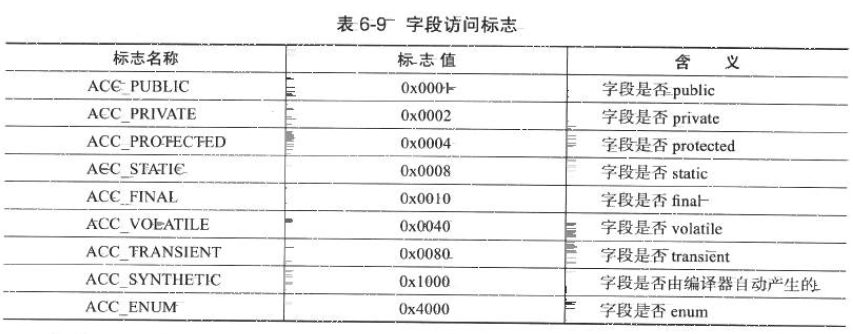 表 6-9 字段访问标志
标志名称 标志值 含义
ACC_PUBLIC 0x0001 字段是否 public
ACC_PRIVATE 0x0002 字段是否 private
ACC_PROTECTED 0x0004 字段是否 protected
ACC_STATIC 0x0008 字段是否 static
ACC_FINAL 0x0010 字段是否 final
ACC_VOLATILE 0x0040 字段是否 volatile
ACC_TRANSIENT 0x0080 字段是否 transient
ACC_SYNTHETIC 0x1000 字段是否由编译器自动产生的
ACC_ENUM 0x4000 字段是否 enum